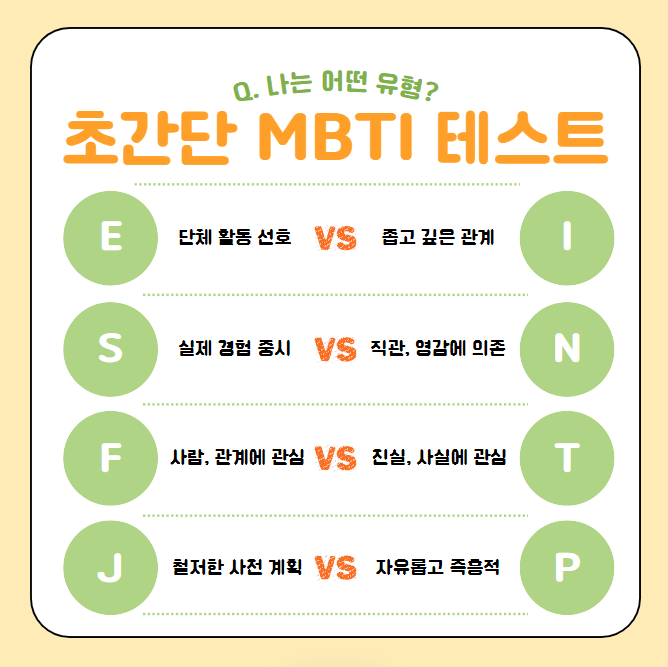 Q. 나는 어떤 유형?
초간단 MBTI 테스트
E 단체 활동 선호 VS 좁고 깊은 관계 I
S 실제 경험 중시 VS 직관, 영감에 의존 N
F 사람, 관계에 관심 VS 진실, 사실에 관심 T
J 철저한 사전 계획 VS 자유롭고 즉흥적 P